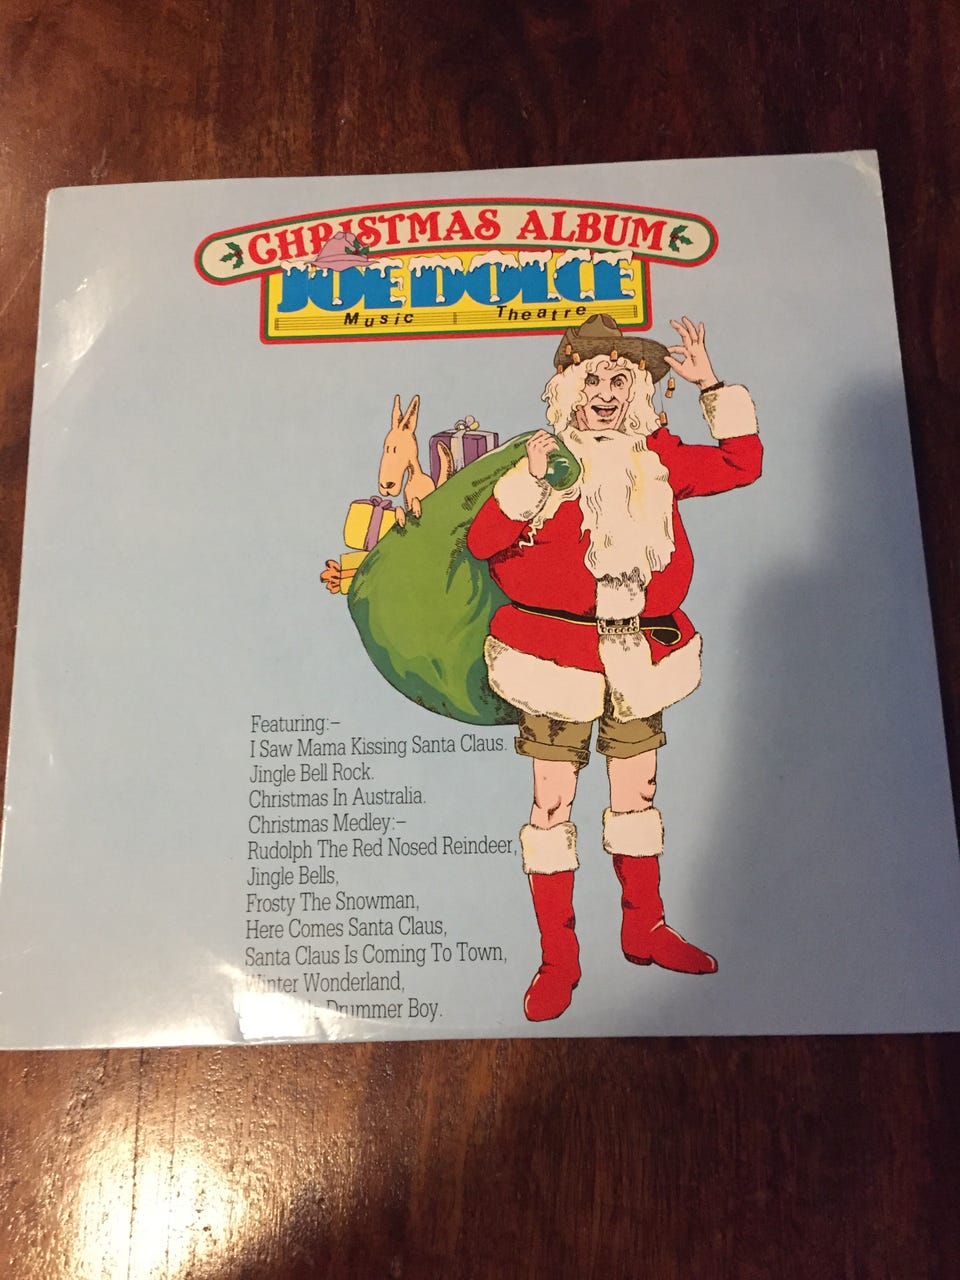 CHRISTMAS ALBUM
JOE DOLCE
Music Theatre
Featuring:–
I Saw Mama Kissing Santa Claus.
Jingle Bell Rock.
Christmas In Australia.
Christmas Medley:–
Rudolph The Red Nosed Reindeer,
Jingle Bells,
Frosty The Snowman,
Here Comes Santa Claus,
Santa Claus Is Coming To Town,
Winter Wonderland,
Drummer Boy.